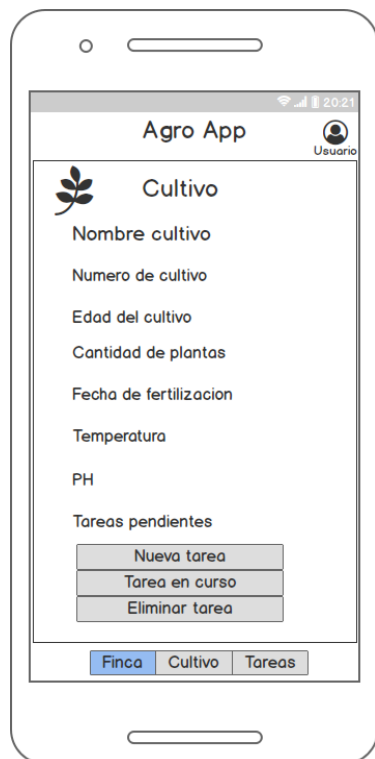 20:21
Agro App
Usuario
Cultivo
Nombre cultivo
Numero de cultivo
Edad del cultivo
Cantidad de plantas
Fecha de fertilizacion
Temperatura
PH
Tareas pendientes
Nueva tarea
Tarea en curso
Eliminar tarea
Finca Cultivo Tareas